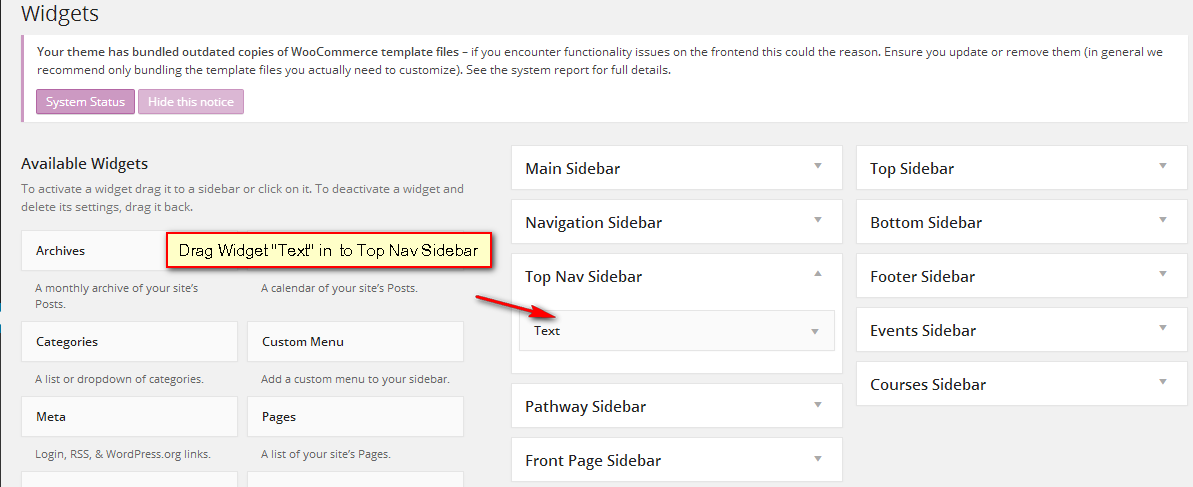 Widgets
Your theme has bundled outdated copies of WooCommerce template files – if you encounter functionality issues on the frontend this could the reason. Ensure you update or remove them (in general we
recommend only bundling the template files you actually need to customize). See the system report for full details.
System Status
Hide this notice
Available Widgets
To activate a widget drag it to a sidebar or click on it. To deactivate a widget and
delete its settings, drag it back.
Archives
Drag Widget "Text" in to Top Nav Sidebar
A monthly archive of your site's
Posts.
A calendar of your site's Posts.
Categories
Custom Menu
A list or dropdown of categories.
Add a custom menu to your sidebar.
Meta
Pages
Login, RSS, & WordPress.org links.
A list of your site's Pages.
Main Sidebar
Navigation Sidebar
Top Nav Sidebar
Text
Pathway Sidebar
Front Page Sidebar
Top Sidebar
Bottom Sidebar
Footer Sidebar
Events Sidebar
Courses Sidebar